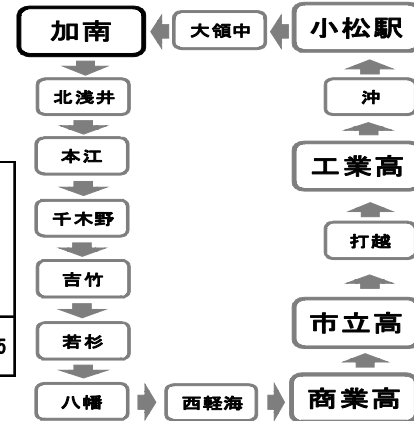 加南
大領中
小松駅
北浅井
沖
本江
工業高
千木野
打越
吉竹
市立高
若杉
5
八幡
西軽海
商業高